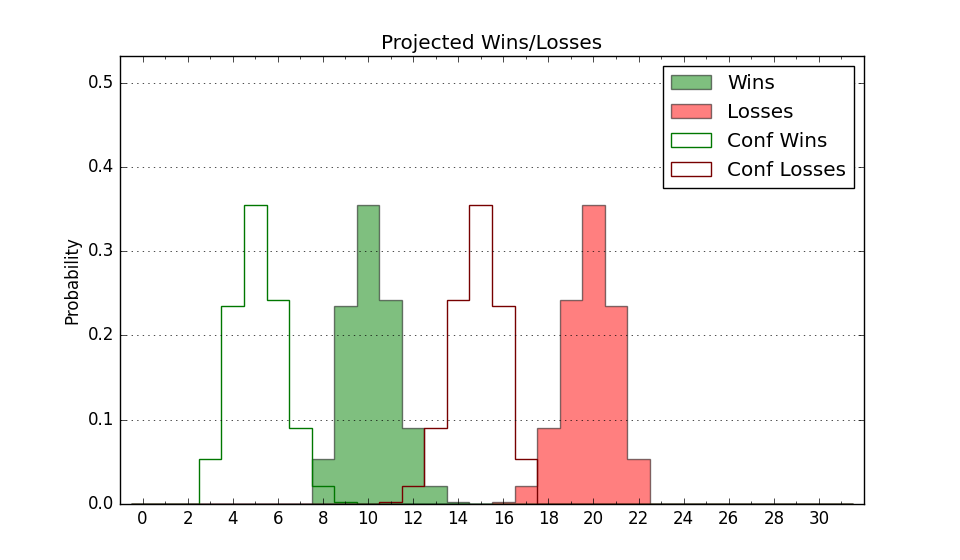 Projected Wins/Losses
Wins
Losses
Conf Wins
Conf Losses
Probability
0.5
0.4
0.3
0.2
0.1
0.0
0 2 4 6 8 10 12 14 16 18 20 22 24 26 28 30